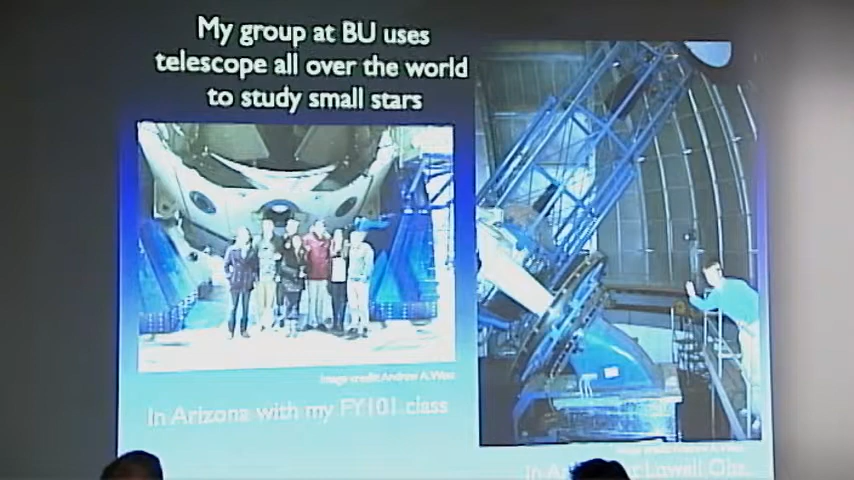 My group at BU uses
telescope all over the world
to study small stars
Image credit: Andrew A. West
In Arizona with my FY101 class
Lowell Obs.